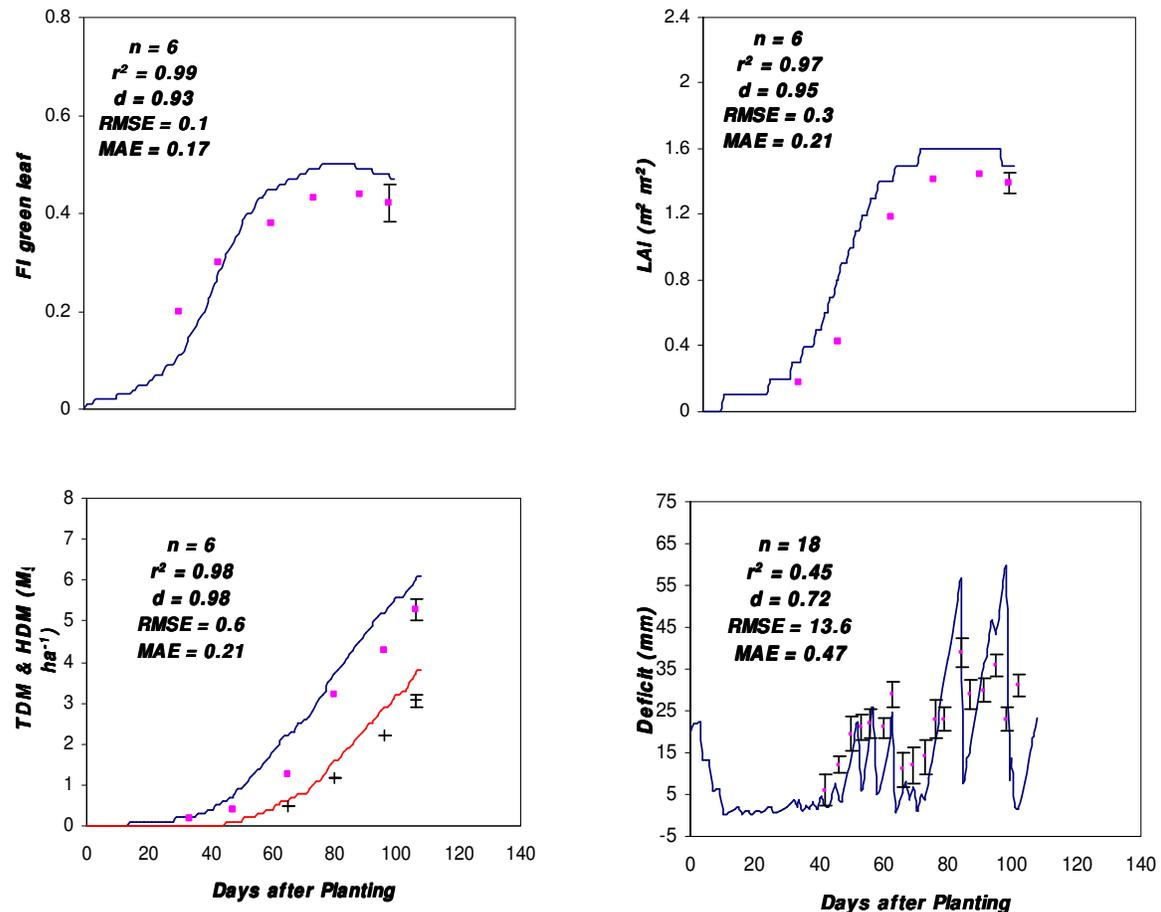 0.8
0.6
0.4
0.2
0
FI green leaf
n = 6
r² = 0.99
d = 0.93
RMSE = 0.1
MAE = 0.17
2.4
2
1.6
1.2
0.8
0.4
0
LAI (m² m²)
n = 6
r² = 0.97
d = 0.95
RMSE = 0.3
MAE = 0.21
8
7
6
5
4
3
2
1
0
TDM & HDM (M
ha⁻¹)
n = 6
r² = 0.98
d = 0.98
RMSE = 0.6
MAE = 0.21
0 20 40 60 80 100 120 140
Days after Planting
75
65
55
45
35
25
15
5
-5
Deficit (mm)
n = 18
r² = 0.45
d = 0.72
RMSE = 13.6
MAE = 0.47
0 20 40 60 80 100 120 140
Days after Planting